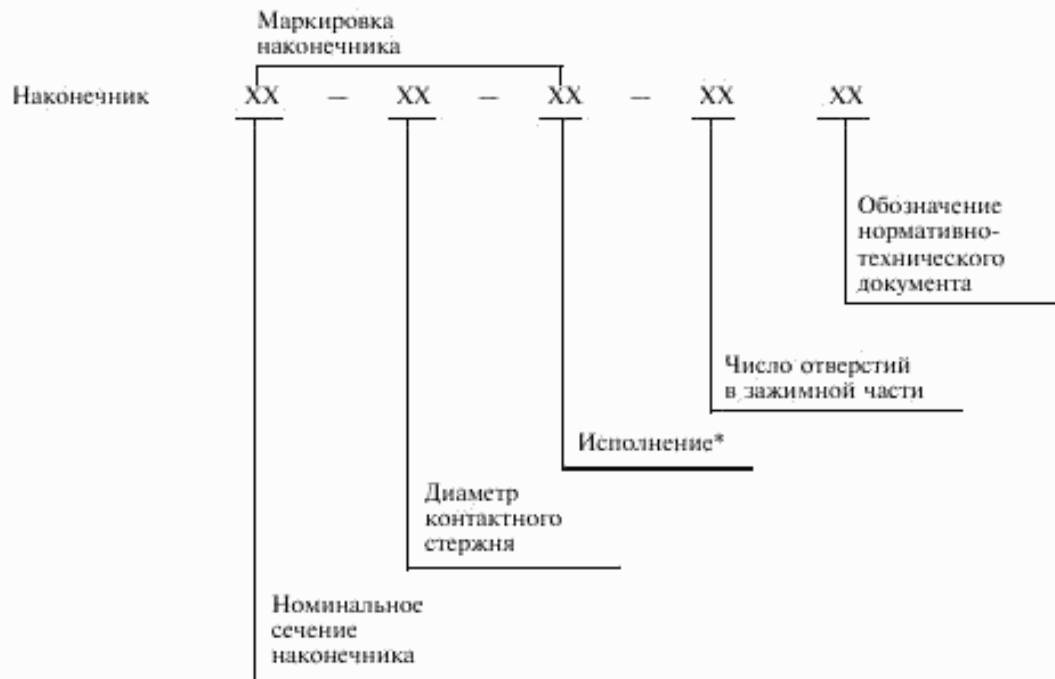 Маркировка
наконечника
Наконечник XX — XX — XX — XX XX
Обозначение
нормативно-
технического
документа
Число отверстий
в зажимной части
Исполнение*
Диаметр
контактного
стержня
Номинальное
сечение
наконечника